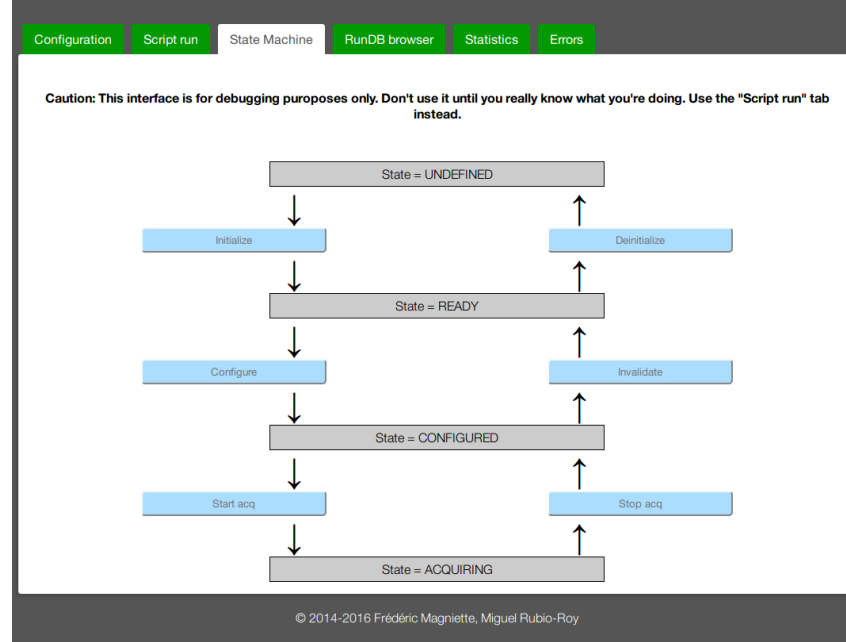 Configuration Script run State Machine RunDB browser Statistics Errors
Caution: This interface is for debugging puroposes only. Don't use it until you really know what you're doing. Use the "Script run" tab
instead.
State = UNDEFINED
Initialize Deinitialize
State = READY
Configure Invalidate
State = CONFIGURED
Start acq Stop acq
State = ACQUIRING
© 2014-2016 Frédéric Magniette, Miguel Rubio-Roy